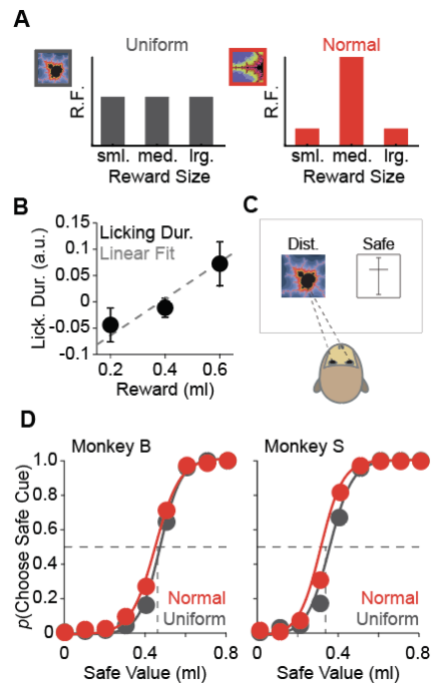 A
Uniform
Normal
R.F.
R.F.
sml. med. lrg.
sml. med. lrg.
Reward Size
Reward Size
B
C
Licking Dur.
Linear Fit
Lick. Dur. (a.u.)
0.15
0.1
0.05
0
-0.05
-0.1
0.2 0.4 0.6
Reward (ml)
Dist. Safe
D
Monkey B
Monkey S
p(Choose Safe Cue)
1.0
0.8
0.6
0.4
0.2
0.0
Normal
Uniform
Normal
Uniform
0 0.4 0.8
0 0.4 0.8
Safe Value (ml)
Safe Value (ml)